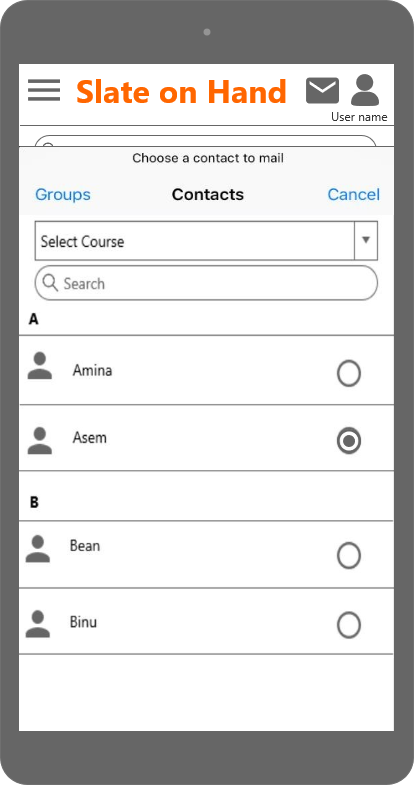 Slate on Hand
User name
Choose a contact to mail
Groups Contacts Cancel
Select Course
Search
A
Amina
Asem
B
Bean
Binu